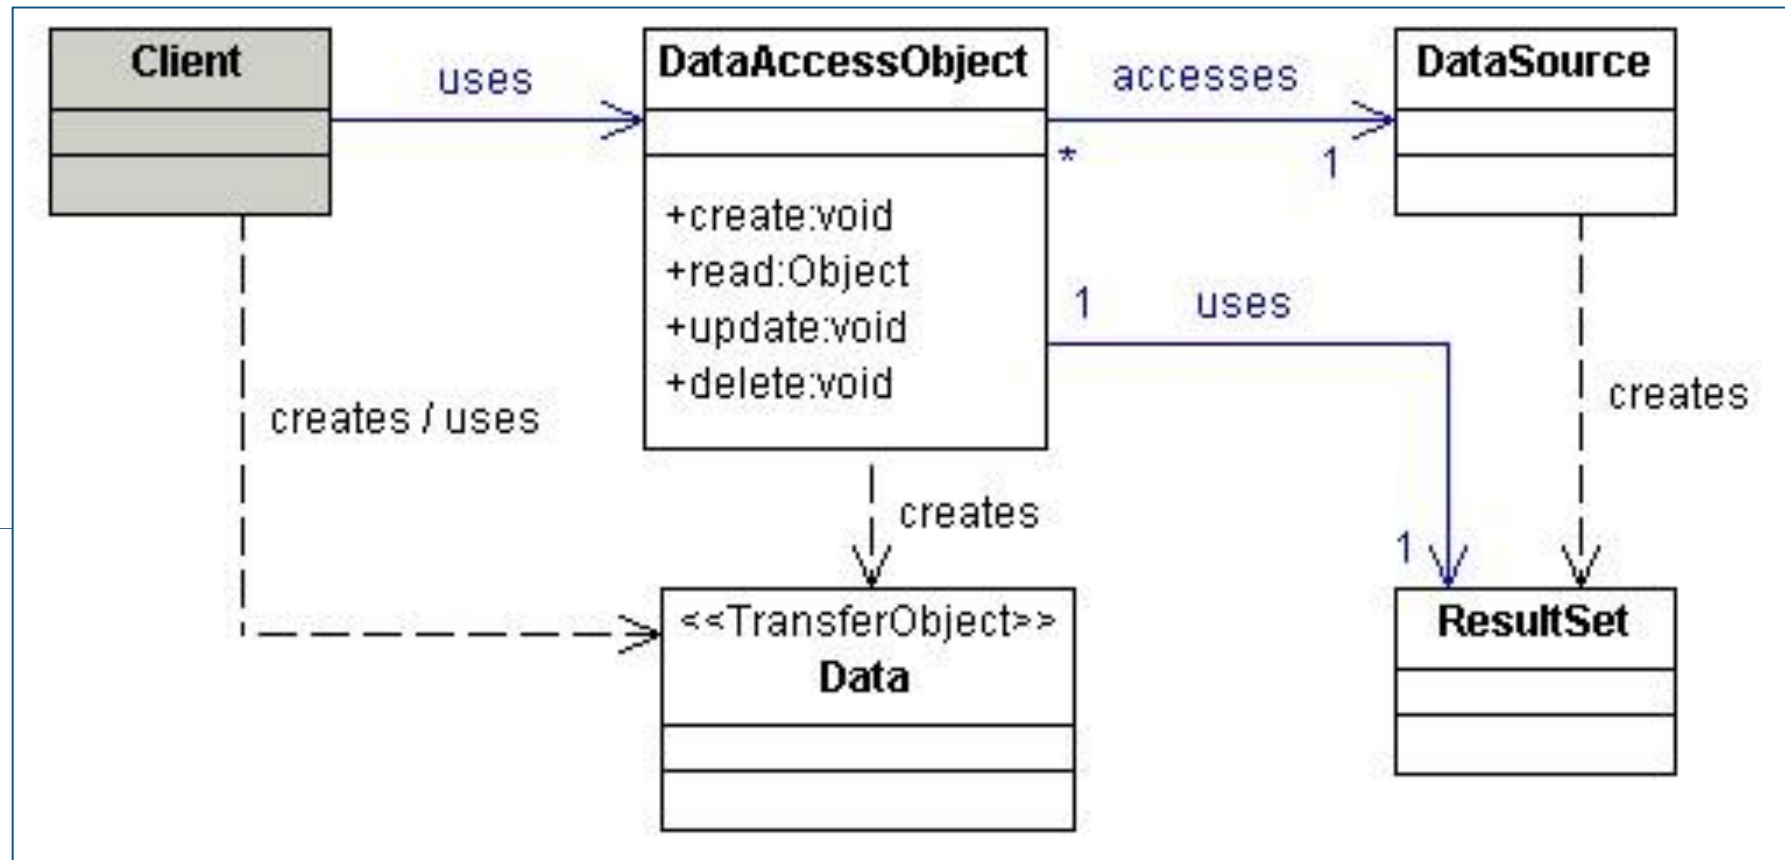 Client
uses
DataAccessObject
accesses
DataSource
*
1
+create:void
+read:Object
+update:void
+delete:void
1
uses
creates
creates / uses
creates
1
<<TransferObject>>
Data
ResultSet